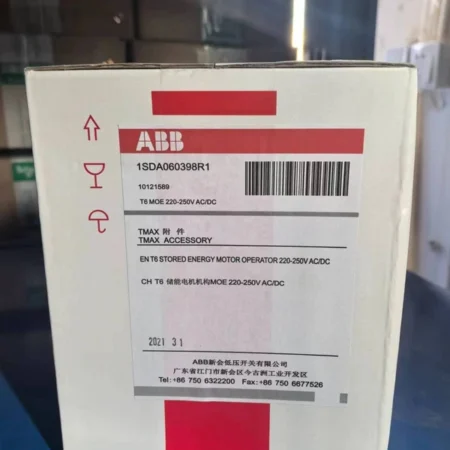 ABB
1SDA060398R1
10121589
T6 MOE 220-250V AC/DC
TMAX 附 件
TMAX ACCESSORY
EN T6 STORED ENERGY MOTOR OPERATOR 220-250V AC/DC
CH T6 储能电机机构MOE 220-250V AC/DC
2021 31
ABB新会低压开关有限公司
广东省江门市新会区今古洲工业开发区
Tel:+86 750 6322200 Fax:+86 750 6677526